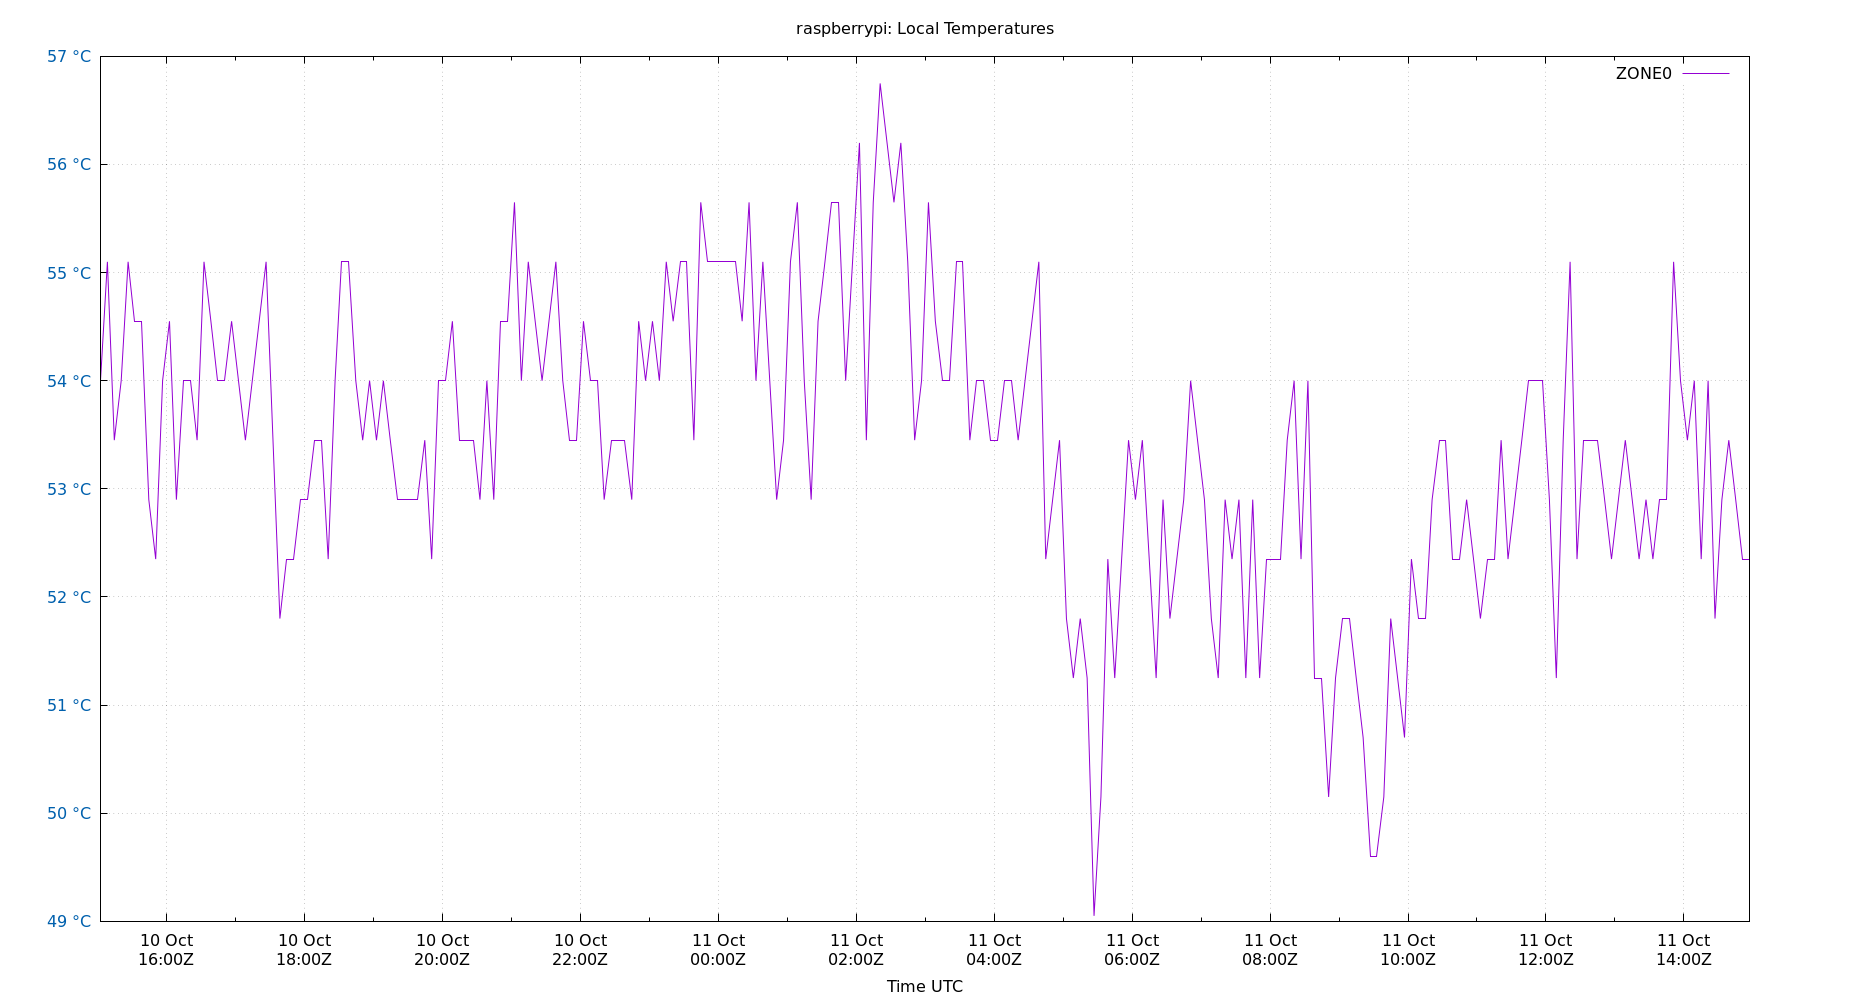 raspberrypi: Local Temperatures
57 °C
ZONE0
56 °C
55 °C
54 °C
53 °C
52 °C
51 °C
50 °C
49 °C
10 Oct 10 Oct 10 Oct 10 Oct 11 Oct 11 Oct 11 Oct 11 Oct 11 Oct 11 Oct 11 Oct 11 Oct
16:00Z 18:00Z 20:00Z 22:00Z 00:00Z 02:00Z 04:00Z 06:00Z 08:00Z 10:00Z 12:00Z 14:00Z
Time UTC